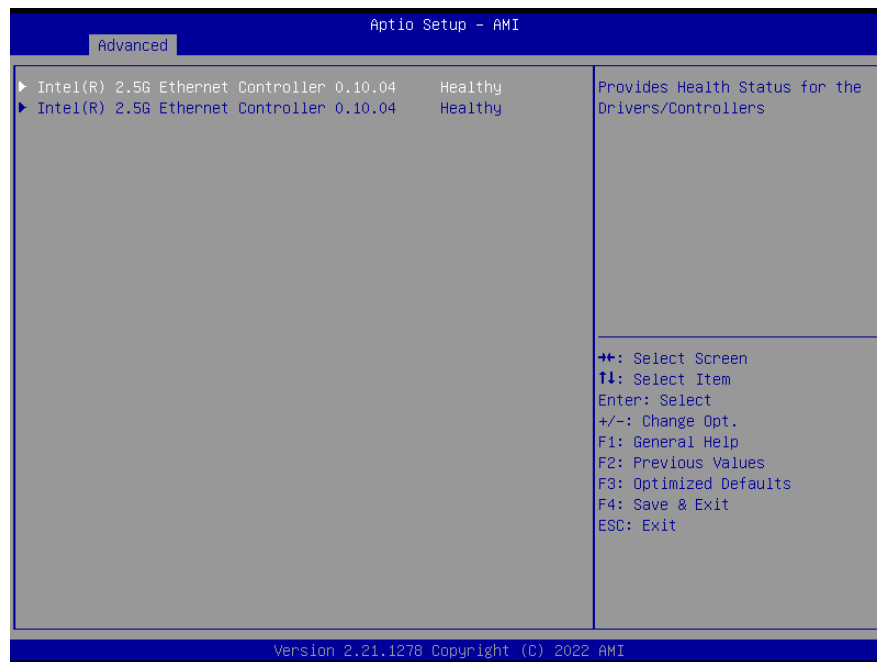 Aptio Setup – AMI
Advanced
Intel(R) 2.5G Ethernet Controller 0.10.04 Healthy
Intel(R) 2.5G Ethernet Controller 0.10.04 Healthy
Provides Health Status for the
Drivers/Controllers
→←: Select Screen
↑↓: Select Item
Enter: Select
+/-: Change Opt.
F1: General Help
F2: Previous Values
F3: Optimized Defaults
F4: Save & Exit
ESC: Exit
Version 2.21.1278 Copyright (C) 2022 AMI